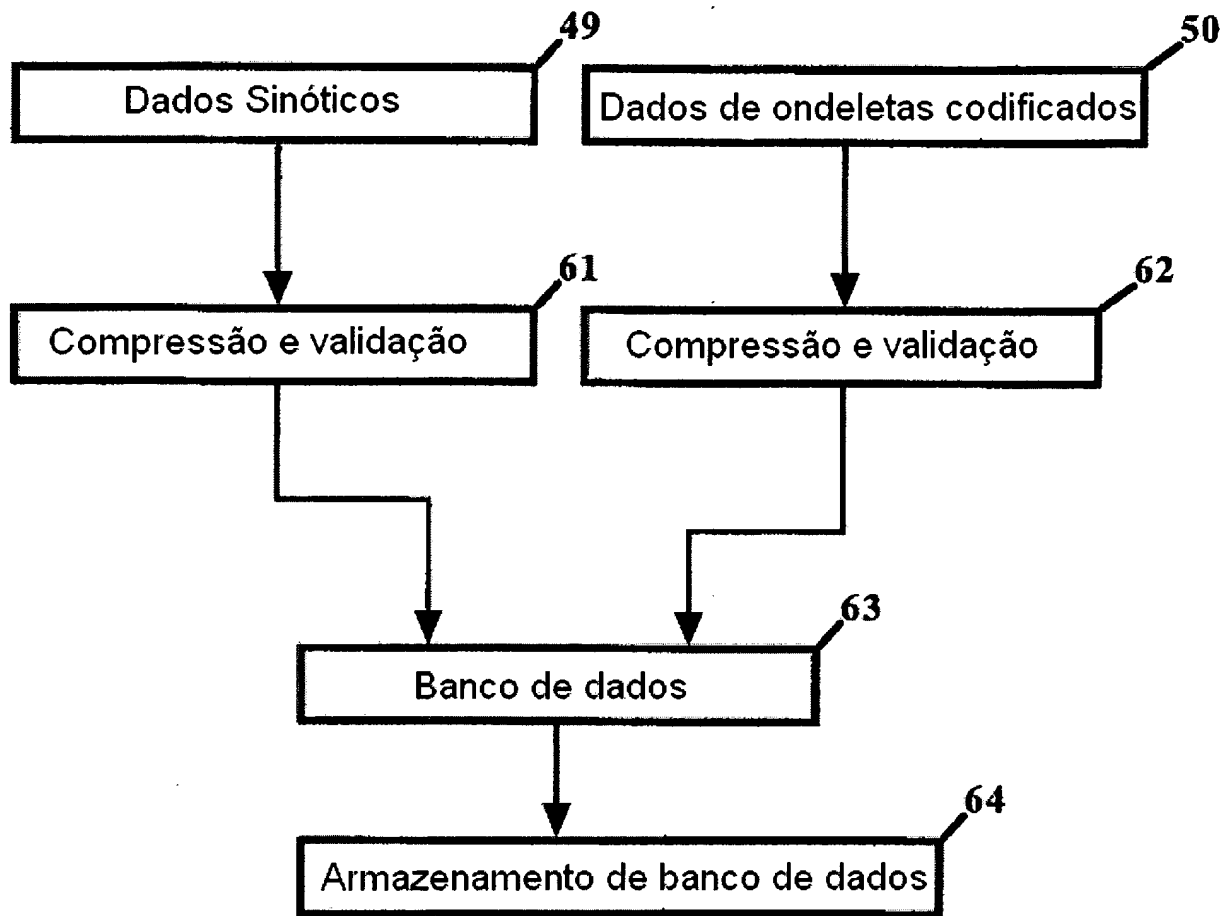 49
50
Dados Sinóticos
Dados de ondeletas codificados
61
62
Compressão e validação
Compressão e validação
63
Banco de dados
64
Armazenamento de banco de dados